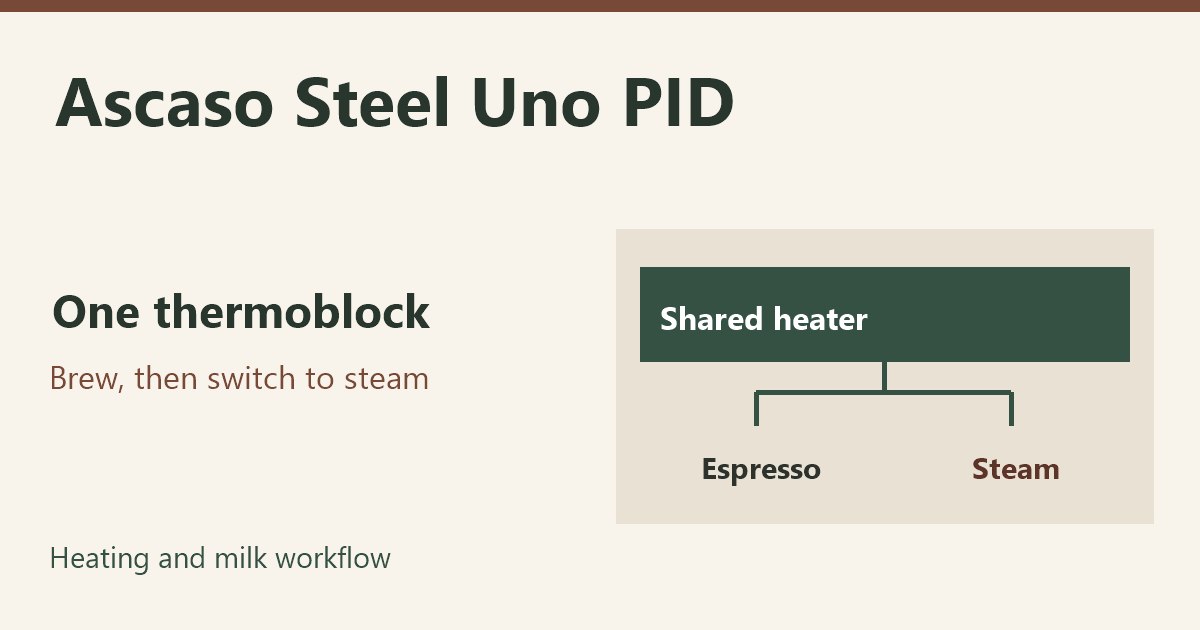 Ascaso Steel Uno PID
One thermoblock
Brew, then switch to steam
Shared heater
Espresso
Steam
Heating and milk workflow